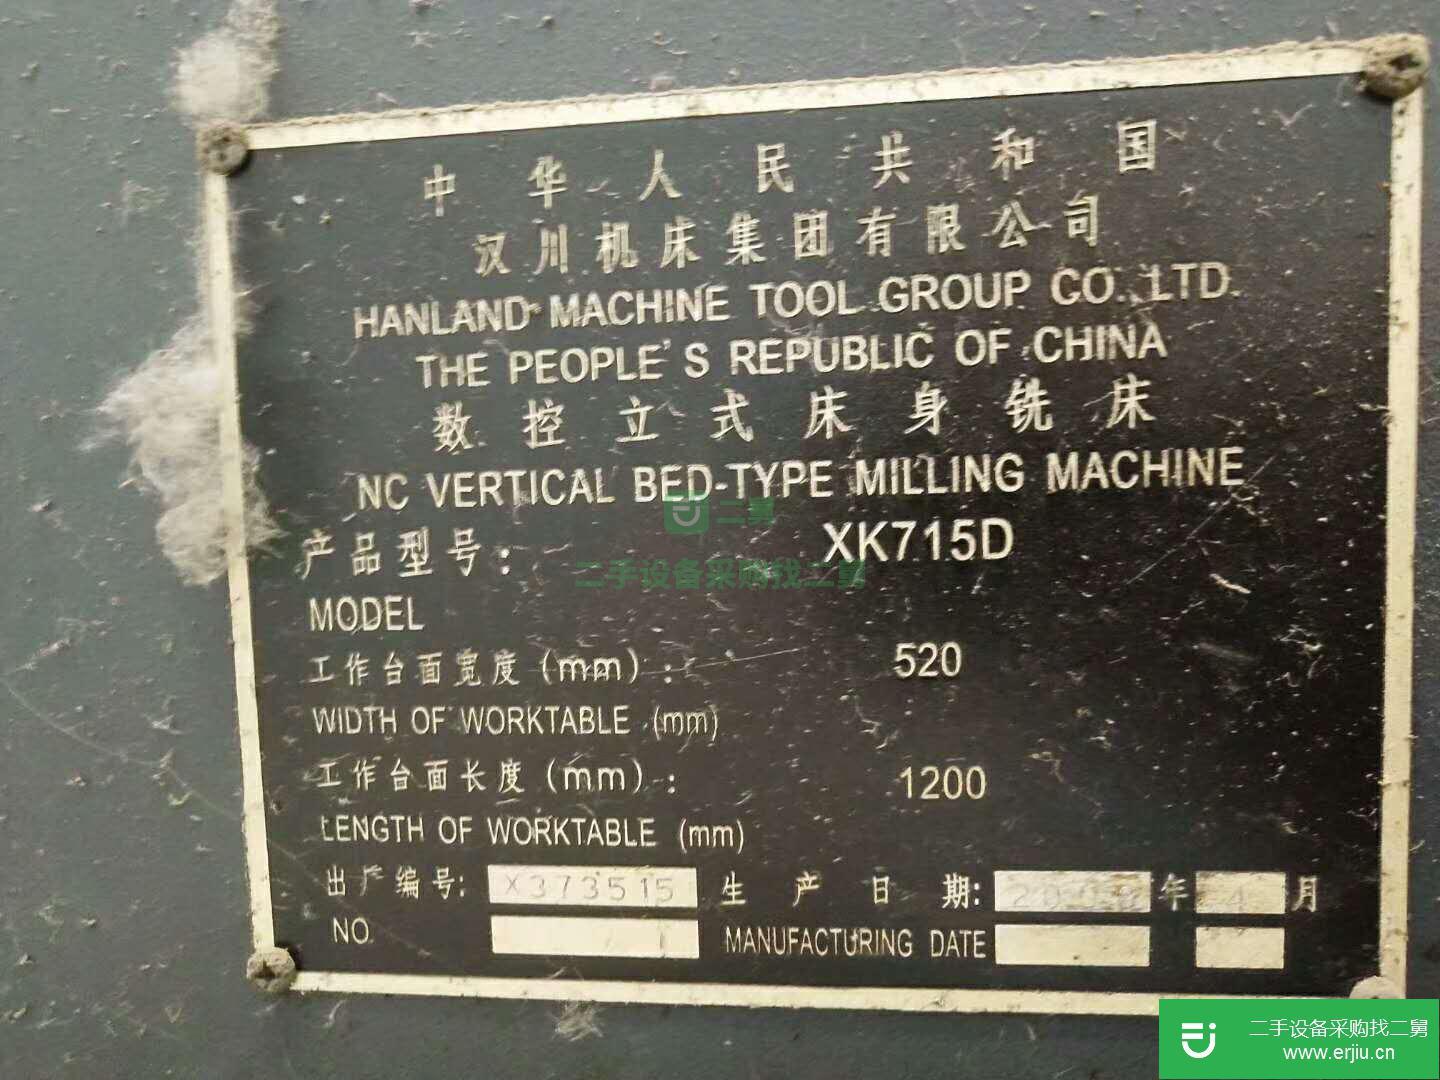 中华人民共和国
汉川机床集团有限公司
HANLAND MACHINE TOOL GROUP CO.,LTD.
THE PEOPLE'S REPUBLIC OF CHINA
数控立式床身铣床
NC VERTICAL BED-TYPE MILLING MACHINE
二舅
产品型号: XK715D
二手设备采购找二舅
MODEL
工作台面宽度(mm): 520
WIDTH OF WORKTABLE (mm)
工作台面长度(mm): 1200
LENGTH OF WORKTABLE (mm)
出厂编号: X373515 生产日期: 年 4 月
NO. MANUFACTURING DATE
二手设备采购找二舅
www.erjiu.cn